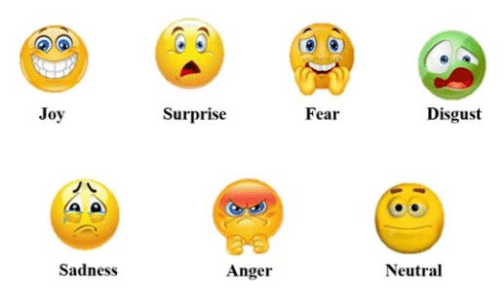 Joy
Surprise
Fear
Disgust
Sadness
Anger
Neutral